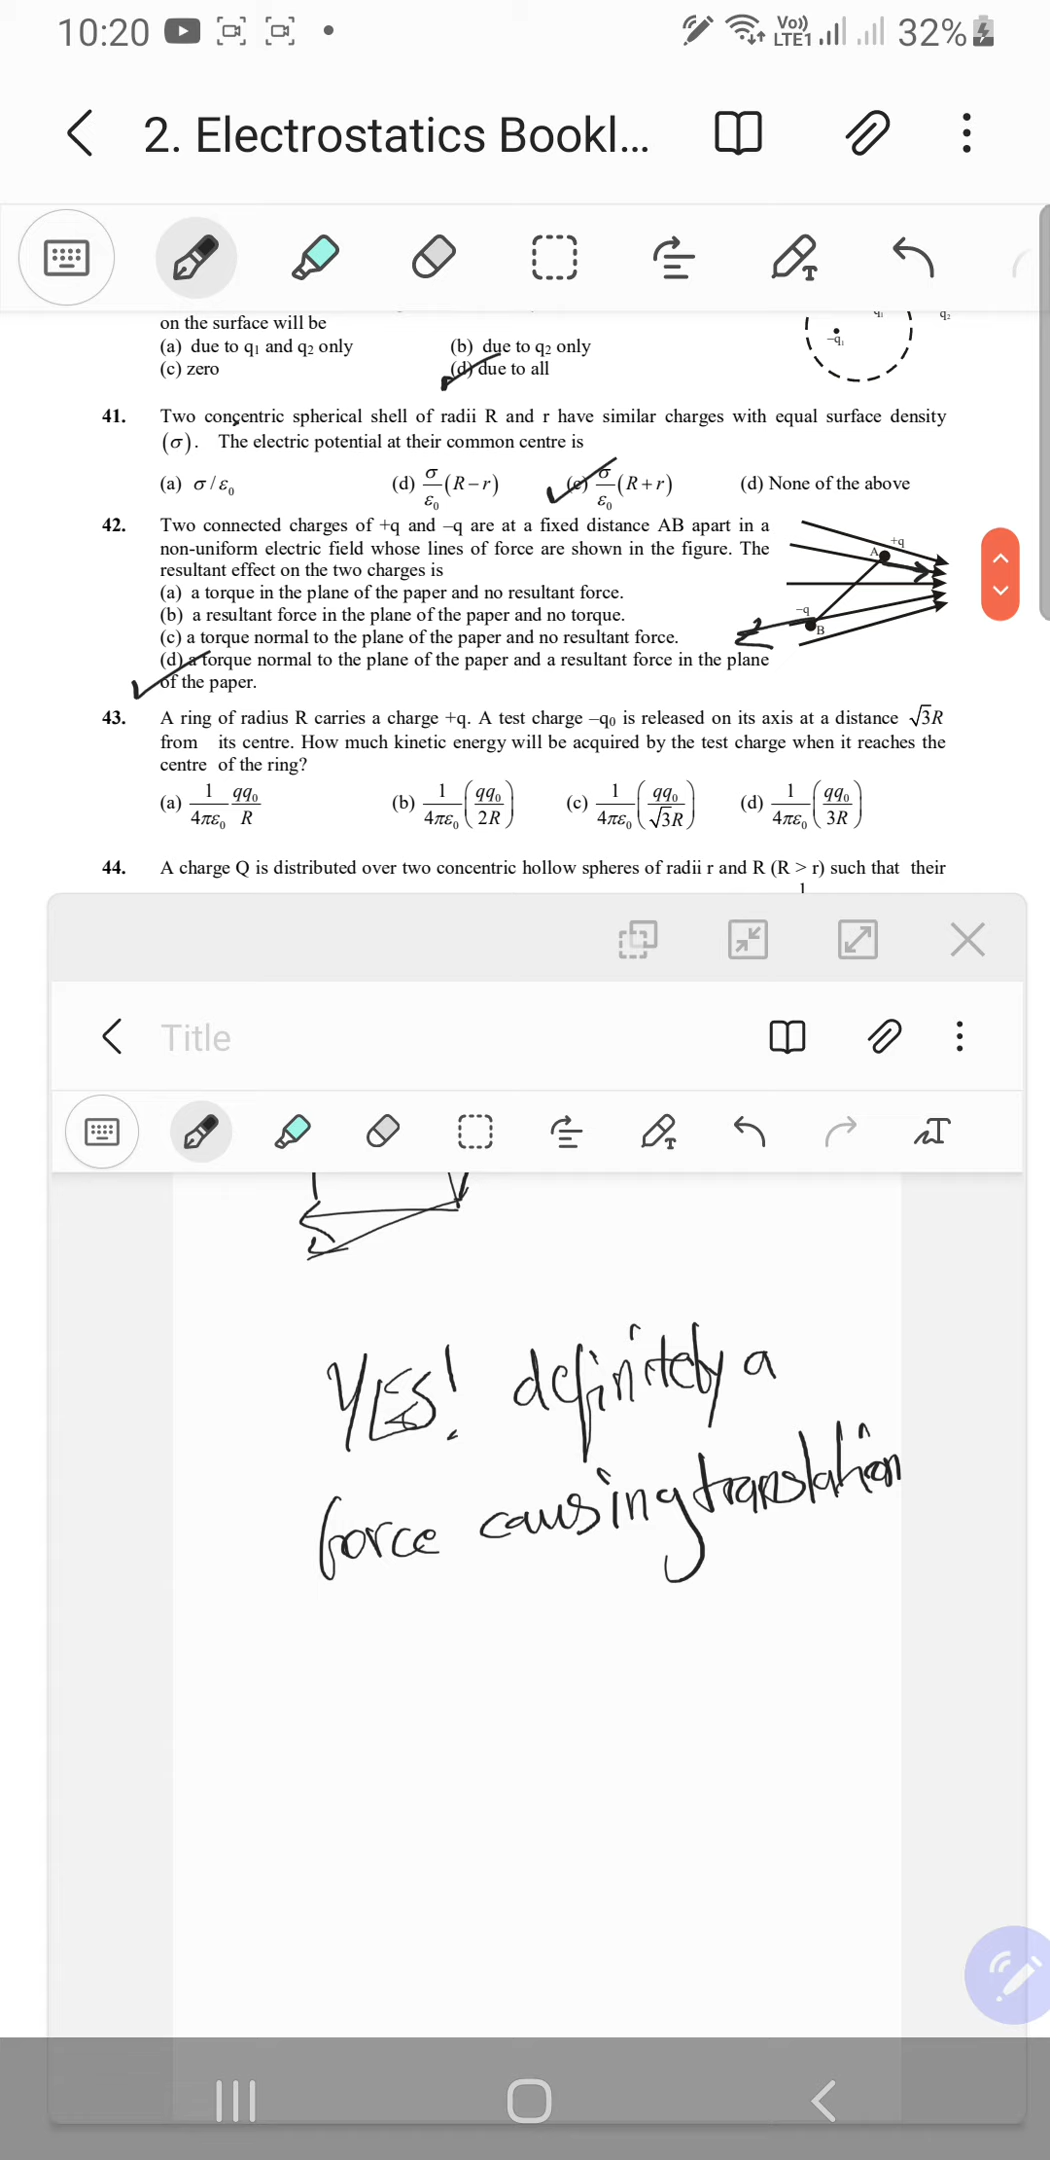 10:20 Vo)) LTE1 32%
2. Electrostatics Bookl...
on the surface will be
(a) due to q₁ and q₂ only (b) due to q₂ only
(c) zero (d) due to all
q₁ q₂
−q₁
41. Two concentric spherical shell of radii R and r have similar charges with equal surface density
(σ). The electric potential at their common centre is
(a) σ / ε₀ (d) σ/ε₀ (R − r) (c) σ/ε₀ (R + r) (d) None of the above
42. Two connected charges of +q and −q are at a fixed distance AB apart in a
non-uniform electric field whose lines of force are shown in the figure. The
resultant effect on the two charges is
(a) a torque in the plane of the paper and no resultant force.
(b) a resultant force in the plane of the paper and no torque.
(c) a torque normal to the plane of the paper and no resultant force.
(d) a torque normal to the plane of the paper and a resultant force in the plane
of the paper.
+q
A
−q
B
43. A ring of radius R carries a charge +q. A test charge −q₀ is released on its axis at a distance √3R
from its centre. How much kinetic energy will be acquired by the test charge when it reaches the
centre of the ring?
(a) 1/4πε₀ qq₀/R (b) 1/4πε₀ (qq₀/2R) (c) 1/4πε₀ (qq₀/√3R) (d) 1/4πε₀ (qq₀/3R)
44. A charge Q is distributed over two concentric hollow spheres of radii r and R (R > r) such that their
1
Title
YES! definitely a
force causing translation